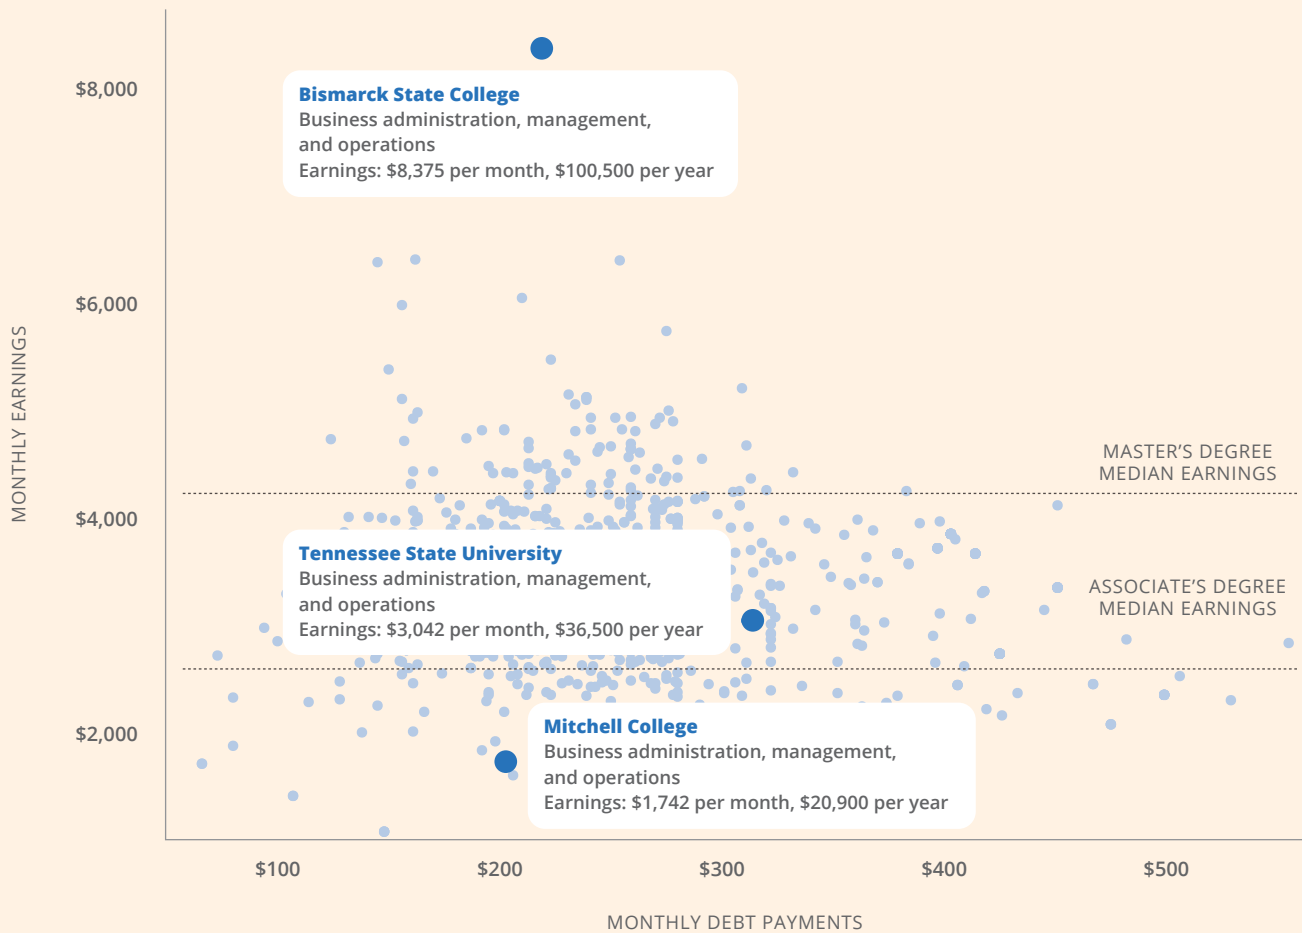 $8,000
Bismarck State College
Business administration, management,
and operations
Earnings: $8,375 per month, $100,500 per year
$6,000
MONTHLY EARNINGS
MASTER’S DEGREE
MEDIAN EARNINGS
$4,000
Tennessee State University
Business administration, management,
and operations
Earnings: $3,042 per month, $36,500 per year
ASSOCIATE’S DEGREE
MEDIAN EARNINGS
$2,000
Mitchell College
Business administration, management,
and operations
Earnings: $1,742 per month, $20,900 per year
$100
$200
$300
$400
$500
MONTHLY DEBT PAYMENTS